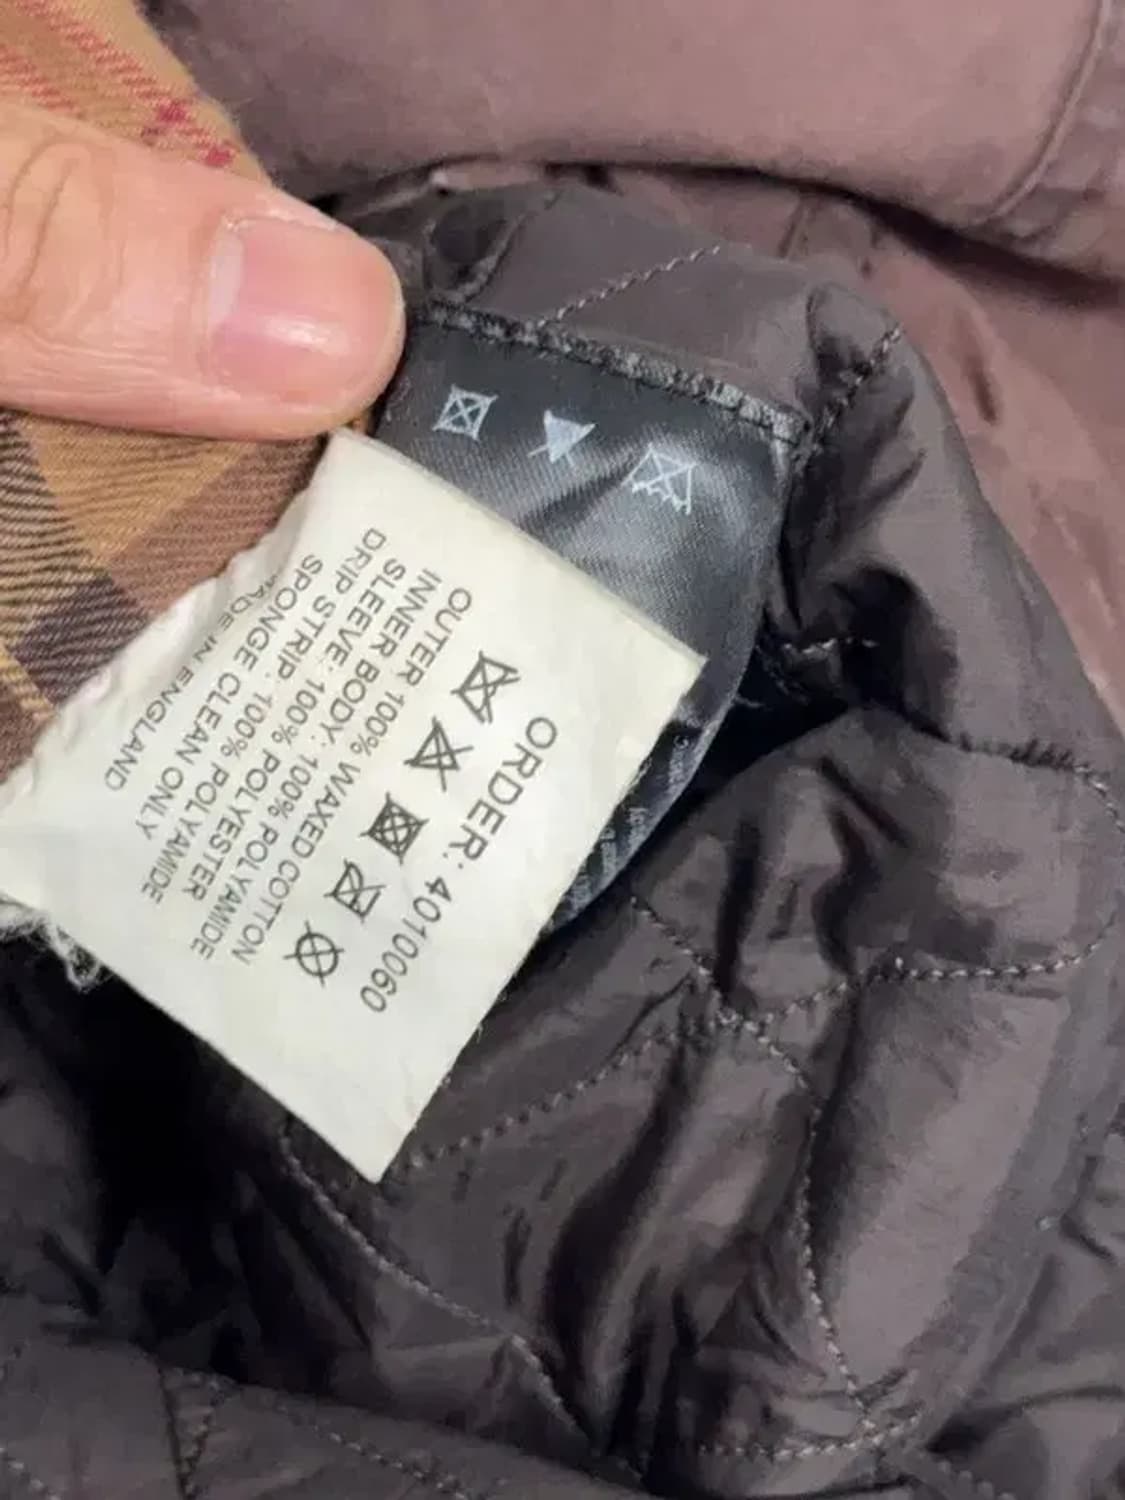 ORDER: 4010060
OUTER 100% WAXED COTTON
INNER BODY: 100% POLYAMIDE
SLEEVE: 100% POLYESTER
DRIP STRIP: 100% POLYAMIDE
SPONGE CLEAN ONLY
MADE IN ENGLAND